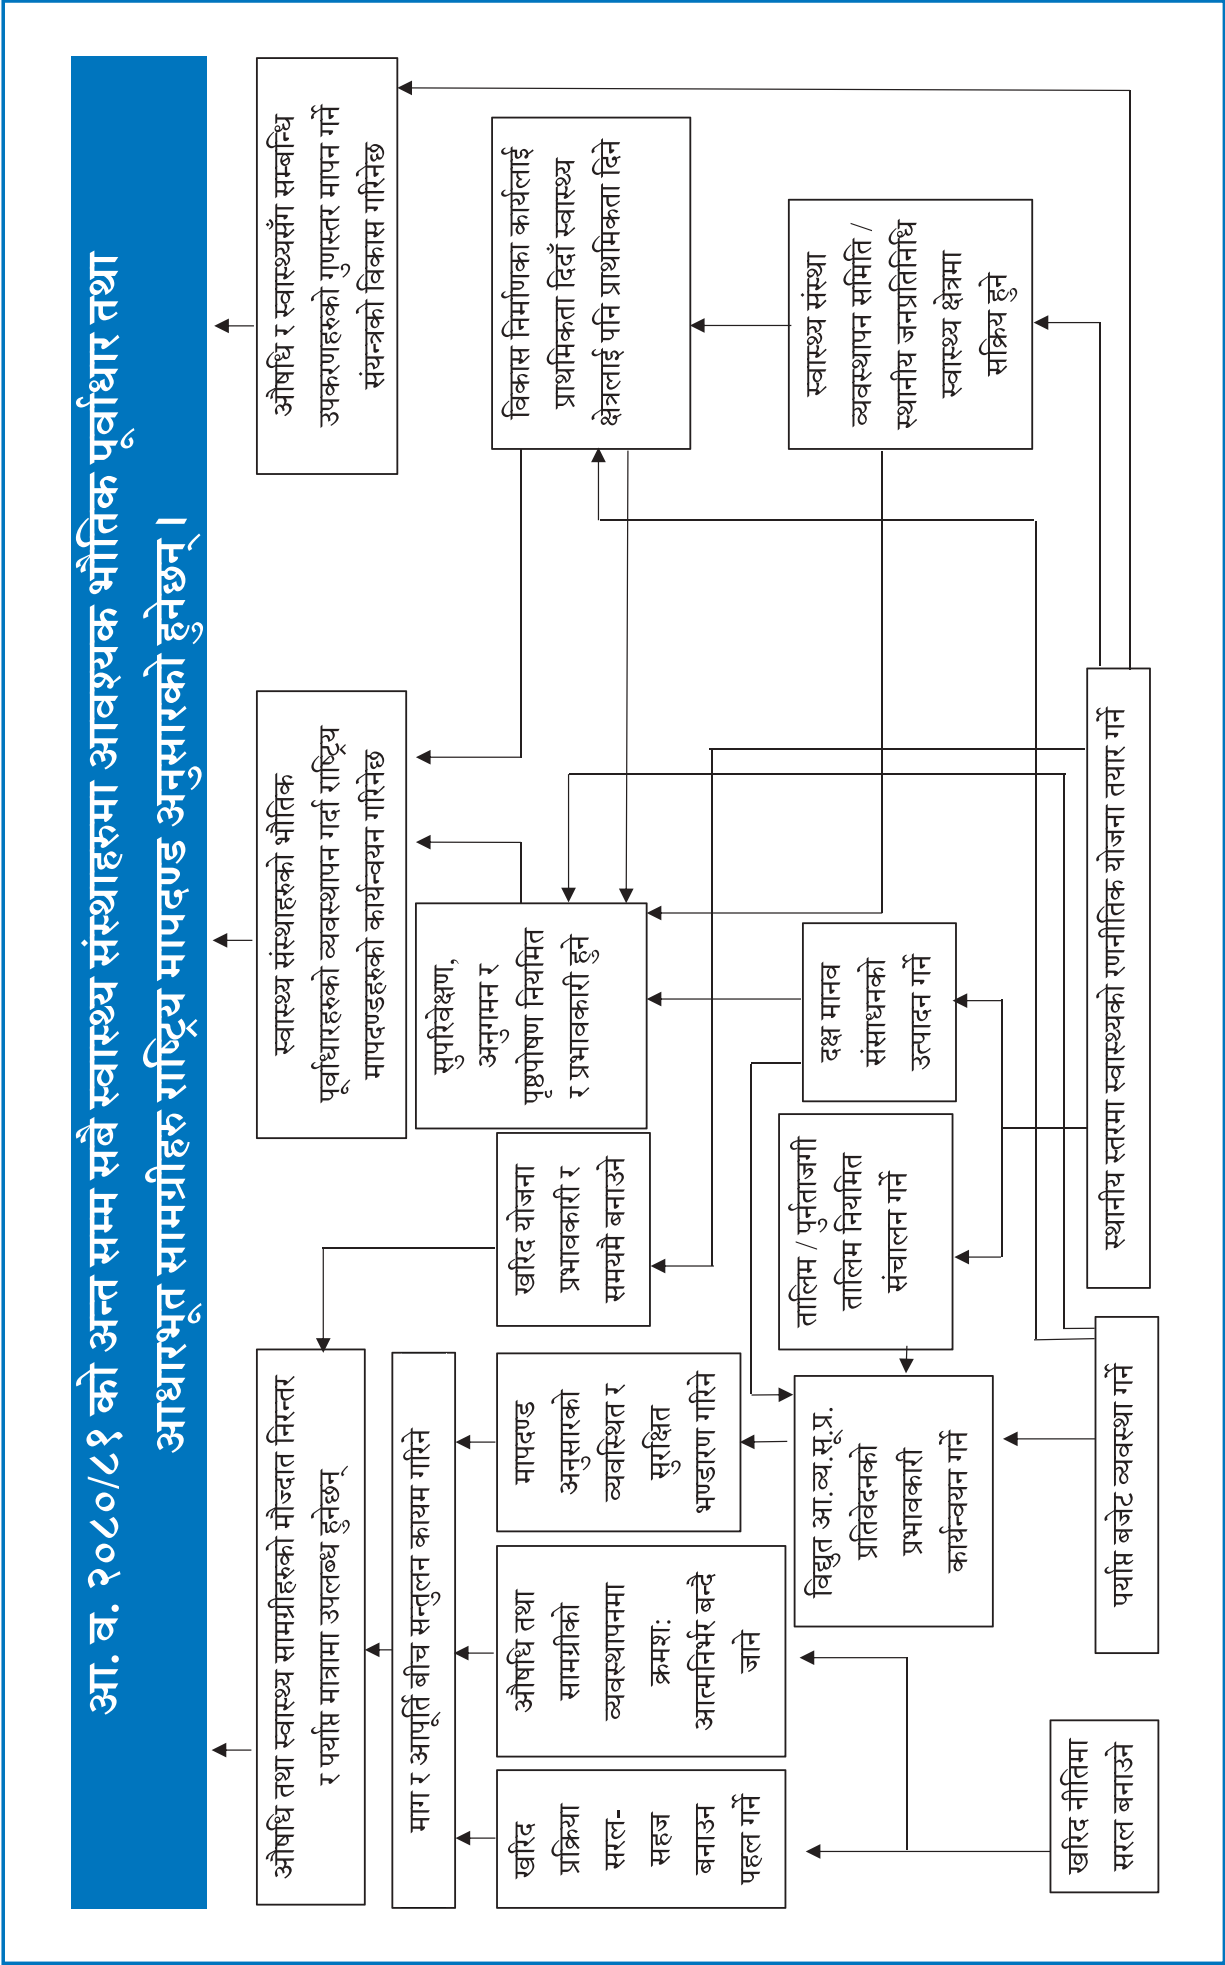 आ. व. २०८०/८१ को अन्त सम्म सबै स्वास्थ्य संस्थाहरुमा आवश्यक भौतिक पूर्वाधार तथा
आधारभूत सामग्रीहरु राष्ट्रिय मापदण्ड अनुसारको हुनेछन् ।
औषधि तथा स्वास्थ्य सामग्रीहरुको मौज्दात निरन्तर
र पर्याप्त मात्रामा उपलब्ध हुनेछन्
स्वास्थ्य संस्थाहरुको भौतिक
पूर्वाधारहरुको व्यवस्थापन गर्दा राष्ट्रिय
मापदण्डहरुको कार्यन्वयन गरिनेछ
औषधि र स्वास्थ्यसँग सम्बन्धि
उपकरणहरुको गुणस्तर मापन गर्ने
संयन्त्रको विकास गरिनेछ
माग र आपूर्ति बीच सन्तुलन कायम गरिने
खरिद
प्रक्रिया
सरल-
सहज
बनाउन
पहल गर्ने
औषधि तथा
सामग्रीको
व्यवस्थापनमा
क्रमश:
आत्मनिर्भर बन्दै
जाने
मापदण्ड
अनुसारको
व्यवस्थित र
सुरक्षित
भण्डारण गरिने
खरिद योजना
प्रभावकारी र
समयमै बनाउने
सुपरिवेक्षण,
अनुगमन र
पृष्ठपोषण नियमित
र प्रभावकारी हुने
विकास निर्माणका कार्यलाई
प्राथमिकता दिदाँ स्वास्थ्य
क्षेत्रलाई पनि प्राथमिकता दिने
विद्युत आ.व्य.सू.प्र.
प्रतिवेदनको
प्रभावकारी
कार्यन्वयन गर्ने
तालिम / पुर्नताजगी
तालिम नियमित
संचालन गर्ने
दक्ष मानव
संसाधनको
उत्पादन गर्ने
स्वास्थ्य संस्था
व्यवस्थापन समिति /
स्थानीय जनप्रतिनिधि
स्वास्थ्य क्षेत्रमा
सक्रिय हुने
खरिद नीतिमा
सरल बनाउने
पर्याप्त बजेट व्यवस्था गर्ने
स्थानीय स्तरमा स्वास्थ्यको रणनीतिक योजना तयार गर्ने